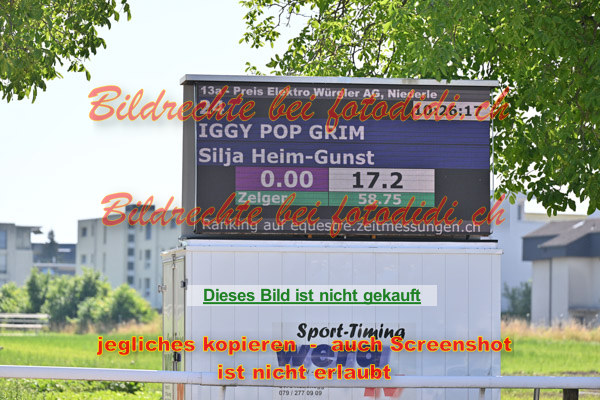 13a - Preis Elektro Würgler AG, Niederle
24 10:26:17
Bildrechte bei fotodidi.ch
IGGY POP GRIM
Silja Heim-Gunst
0.00 17.2
Zelger 58.75
Bildrechte bei fotodidi.ch
Ranking auf equestre.zeitmessungen.ch
Dieses Bild ist nicht gekauft
Sport-Timing
jegliches kopieren - auch Screenshot
ist nicht erlaubt
079 / 277 09 09